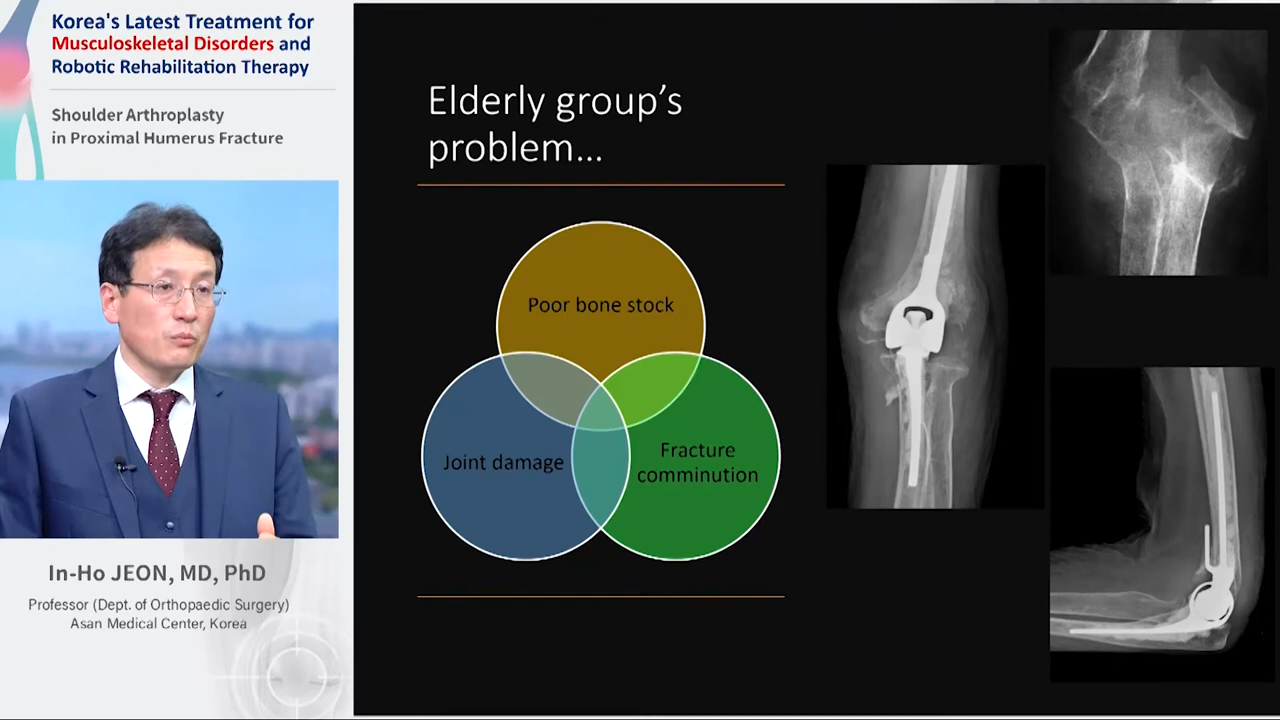 Korea's Latest Treatment for
Musculoskeletal Disorders and
Robotic Rehabilitation Therapy
Shoulder Arthroplasty
in Proximal Humerus Fracture
In-Ho JEON, MD, PhD
Professor (Dept. of Orthopaedic Surgery)
Asan Medical Center, Korea
Elderly group's
problem...
Poor bone stock
Joint damage
Fracture
comminution